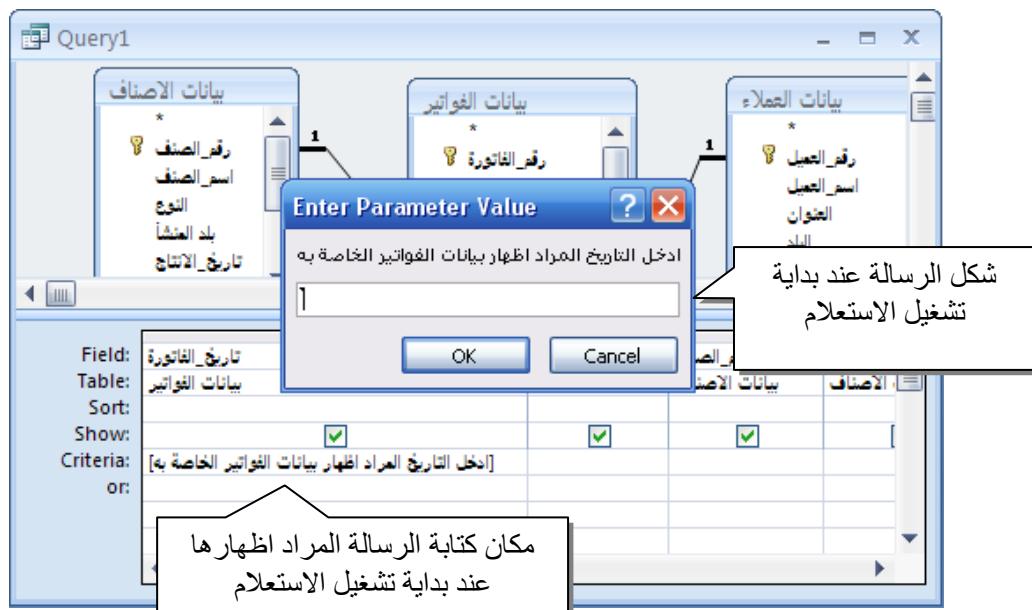 Query1
بيانات الاصناف
*
رقم_الصنف
اسم_الصنف
النوع
بلد المنشأ
تاريخ_الانتاج
1
بيانات الفواتير
*
رقم_الفاتورة
1
بيانات العملاء
*
رقم_العميل
اسم_العميل
العنوان
البلد
Enter Parameter Value
ادخل التاريخ المراد اظهار بيانات الفواتير الخاصة به
OK
Cancel
شكل الرسالة عند بداية
تشغيل الاستعلام
Field: تاريخ_الفاتورة
Table: بيانات الفواتير
الاصناف
Sort:
Show:
Criteria: [ادخل التاريخ المراد اظهار بيانات الفواتير الخاصة به]
or:
مكان كتابة الرسالة المراد اظهارها
عند بداية تشغيل الاستعلام